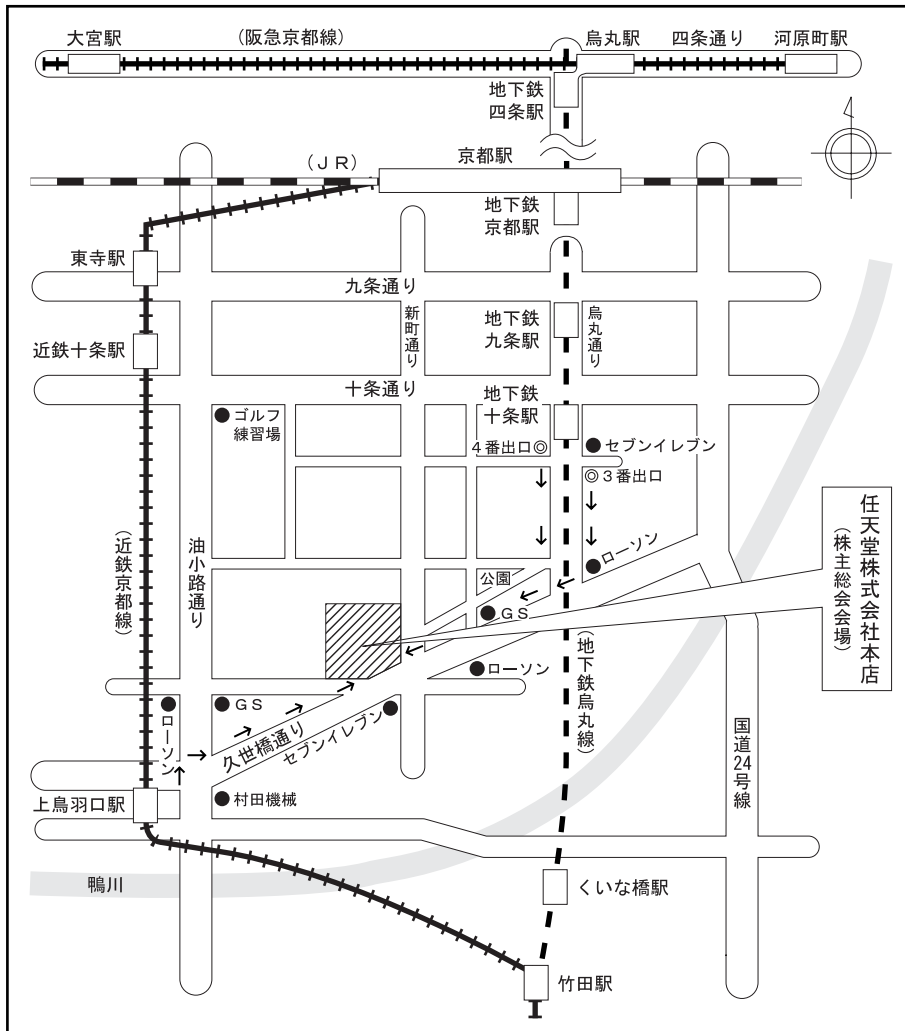 大宮駅
(阪急京都線)
烏丸駅
四条通り
河原町駅
地下鉄
四条駅
(JR)
京都駅
地下鉄
京都駅
東寺駅
九条通り
新町通り
地下鉄
九条駅
烏丸通り
近鉄十条駅
十条通り
地下鉄
十条駅
ゴルフ
練習場
4番出口
セブンイレブン
3番出口
(近鉄京都線)
油小路通り
公園
ローソン
GS
任天堂株式会社本店
(株主総会会場)
(地下鉄烏丸線)
ローソン
ローソン
GS
久世橋通り
セブンイレブン
国道24号線
上鳥羽口駅
村田機械
鴨川
くいな橋駅
竹田駅